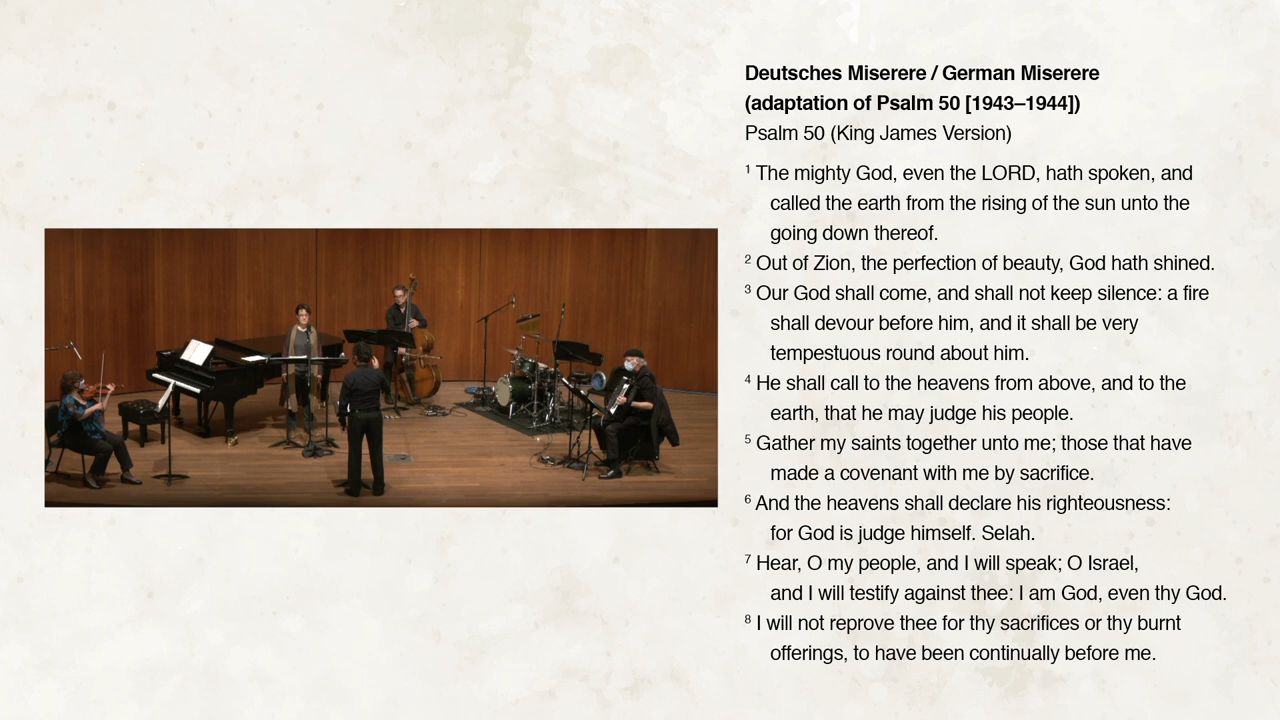 Deutsches Miserere / German Miserere
(adaptation of Psalm 50 [1943–1944])
Psalm 50 (King James Version)
1 The mighty God, even the LORD, hath spoken, and
called the earth from the rising of the sun unto the
going down thereof.
2 Out of Zion, the perfection of beauty, God hath shined.
3 Our God shall come, and shall not keep silence: a fire
shall devour before him, and it shall be very
tempestuous round about him.
4 He shall call to the heavens from above, and to the
earth, that he may judge his people.
5 Gather my saints together unto me; those that have
made a covenant with me by sacrifice.
6 And the heavens shall declare his righteousness:
for God is judge himself. Selah.
7 Hear, O my people, and I will speak; O Israel,
and I will testify against thee: I am God, even thy God.
8 I will not reprove thee for thy sacrifices or thy burnt
offerings, to have been continually before me.